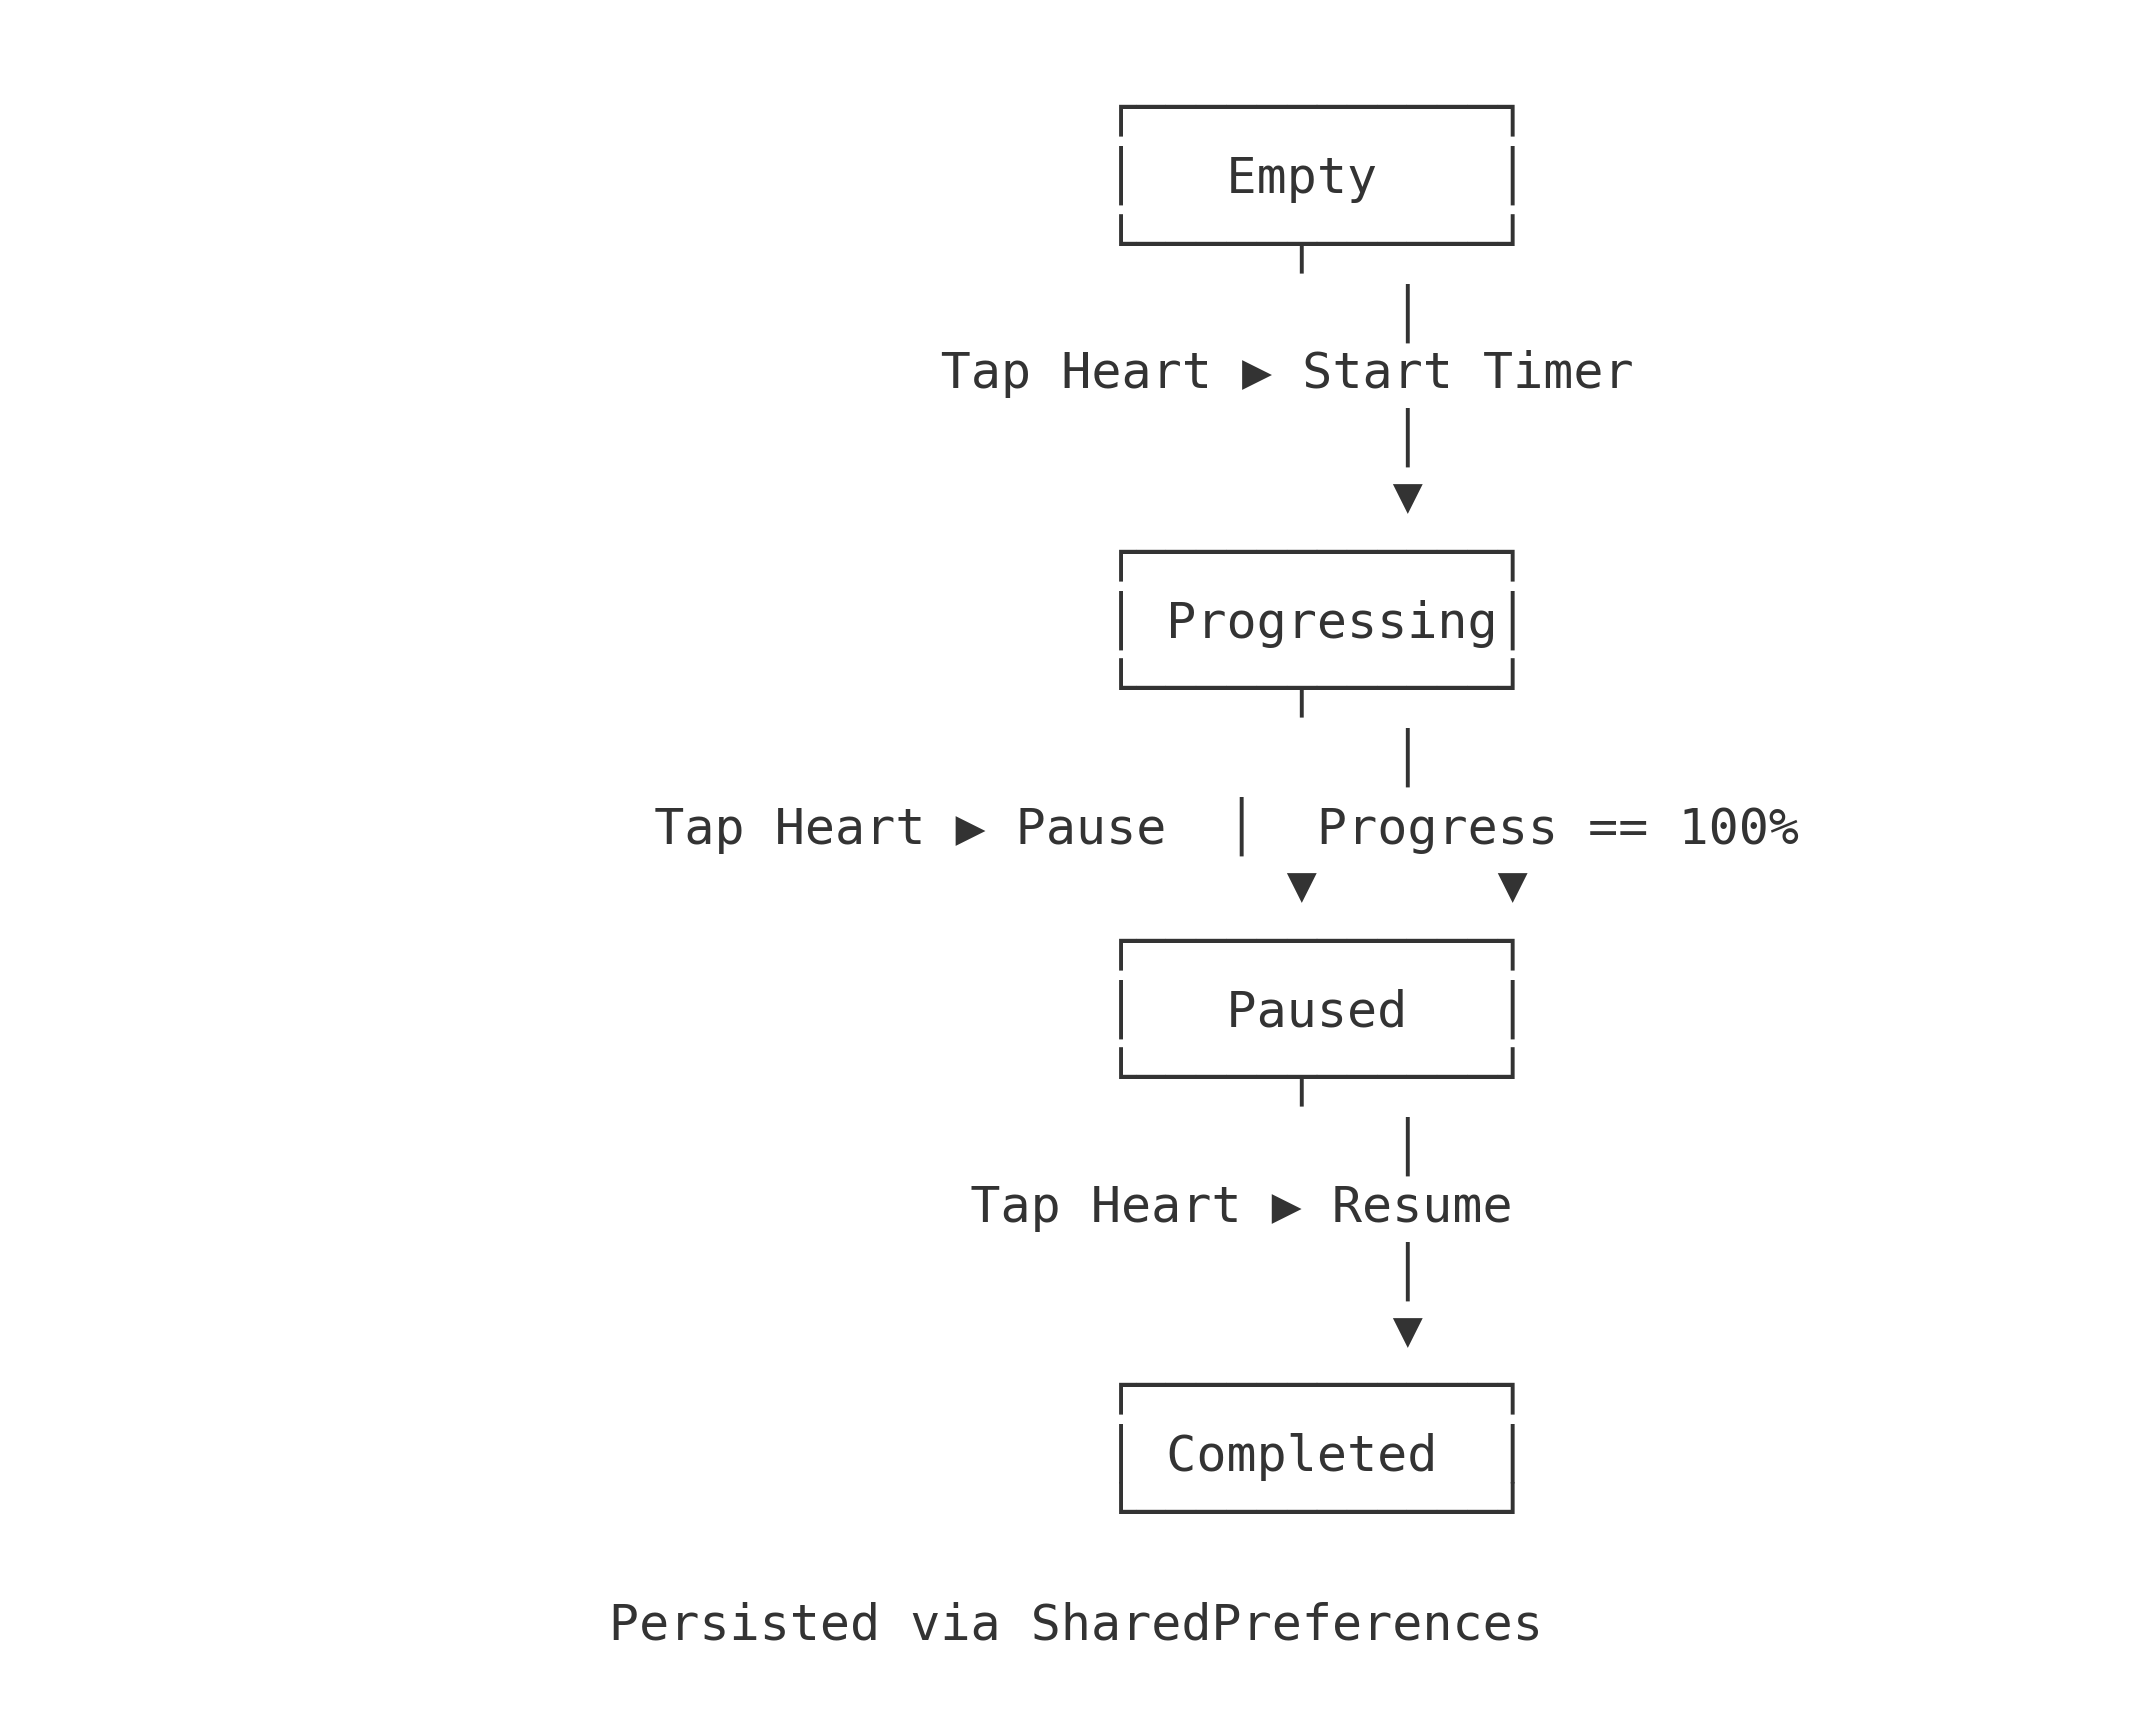 Empty
Tap Heart ▶ Start Timer
Progressing
Tap Heart ▶ Pause │ Progress == 100%
Paused
Tap Heart ▶ Resume
Completed
Persisted via SharedPreferences